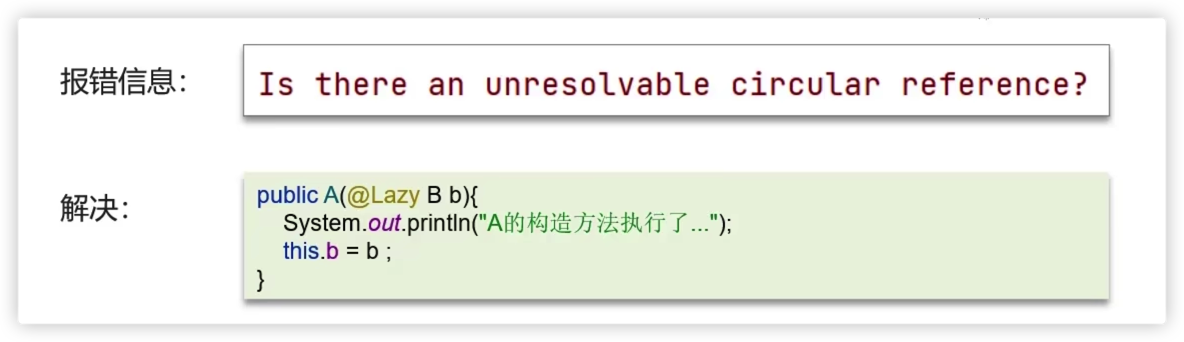 报错信息：
Is there an unresolvable circular reference?
解决：
public A(@Lazy B b){
System.out.println("A的构造方法执行了...");
this.b = b ;
}